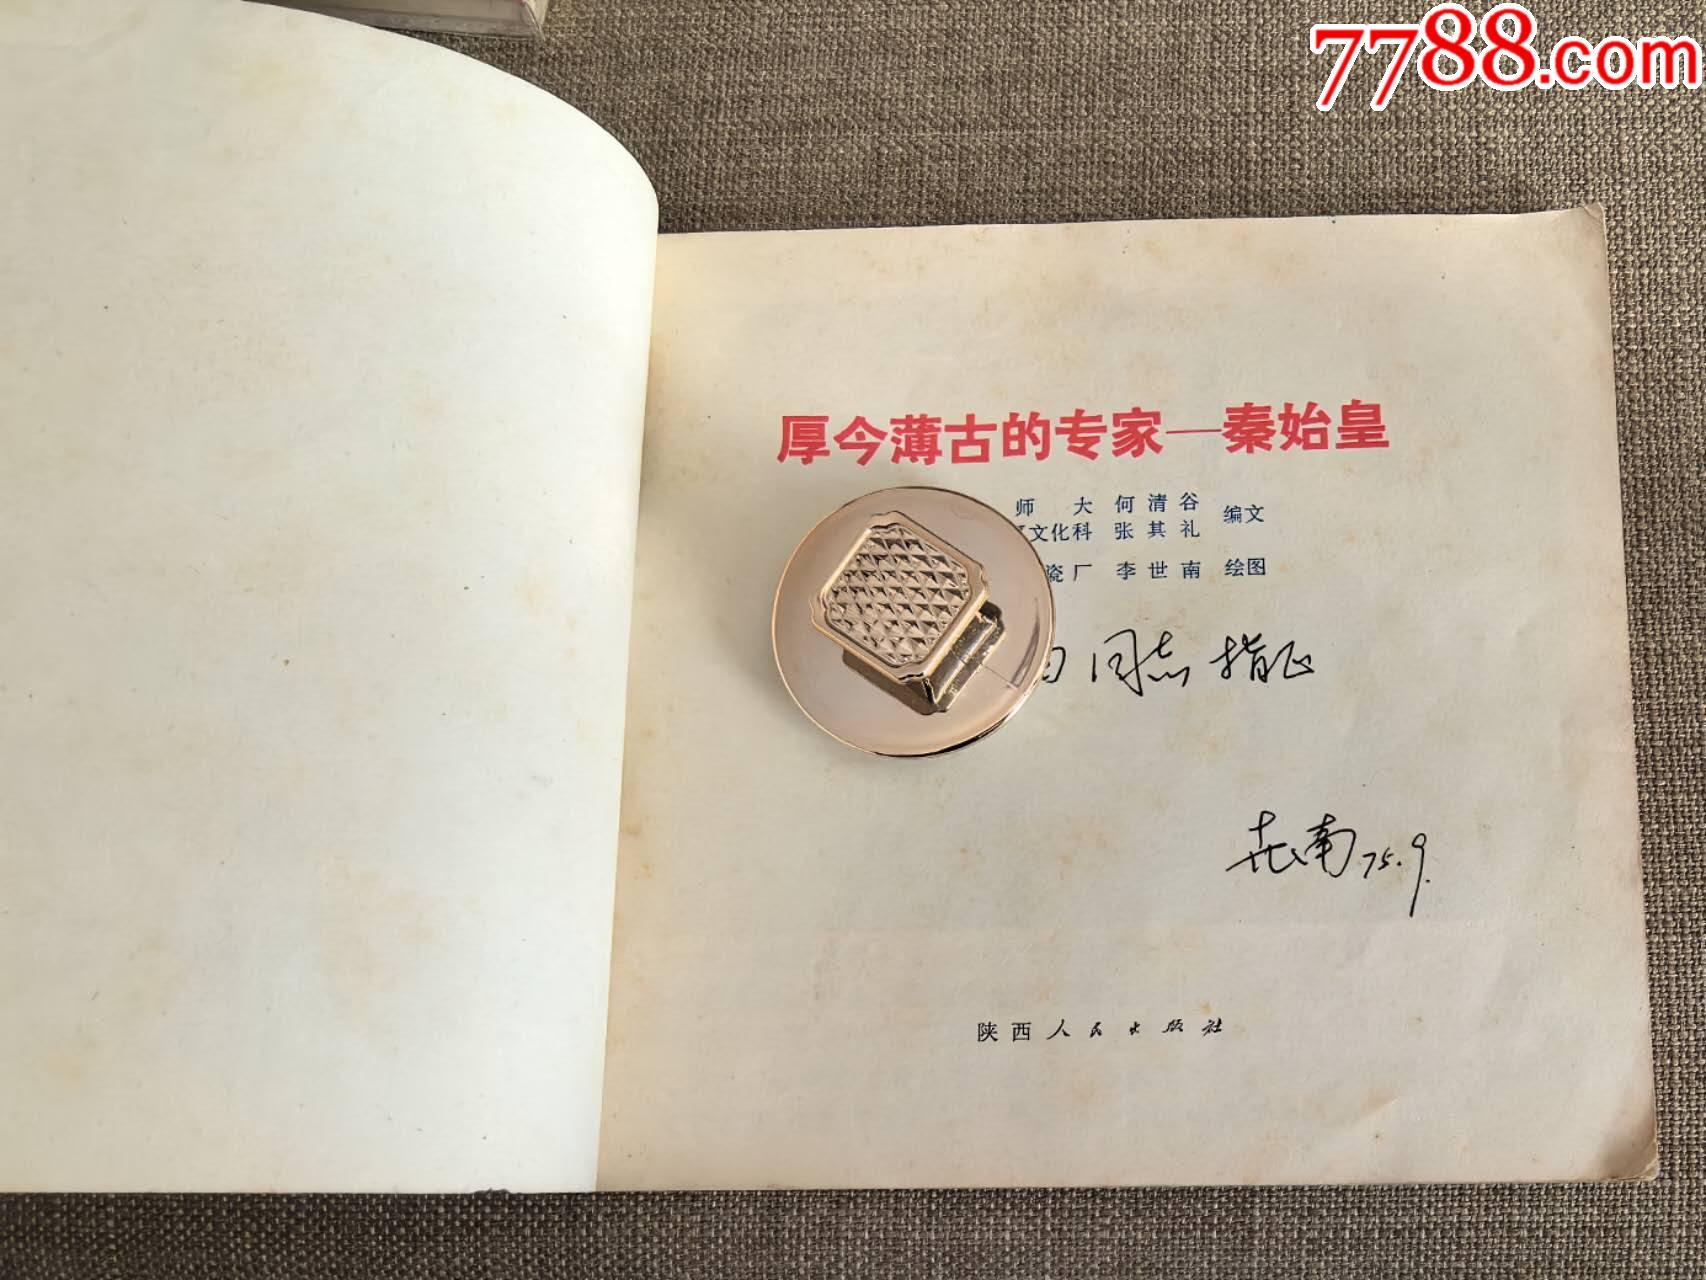 7788.com
厚今薄古的专家—秦始皇
师大 何清谷
文化科 张其礼 编文
瓷厂 李世南 绘图
同志指正
世南 75.9.
陕西人民出版社